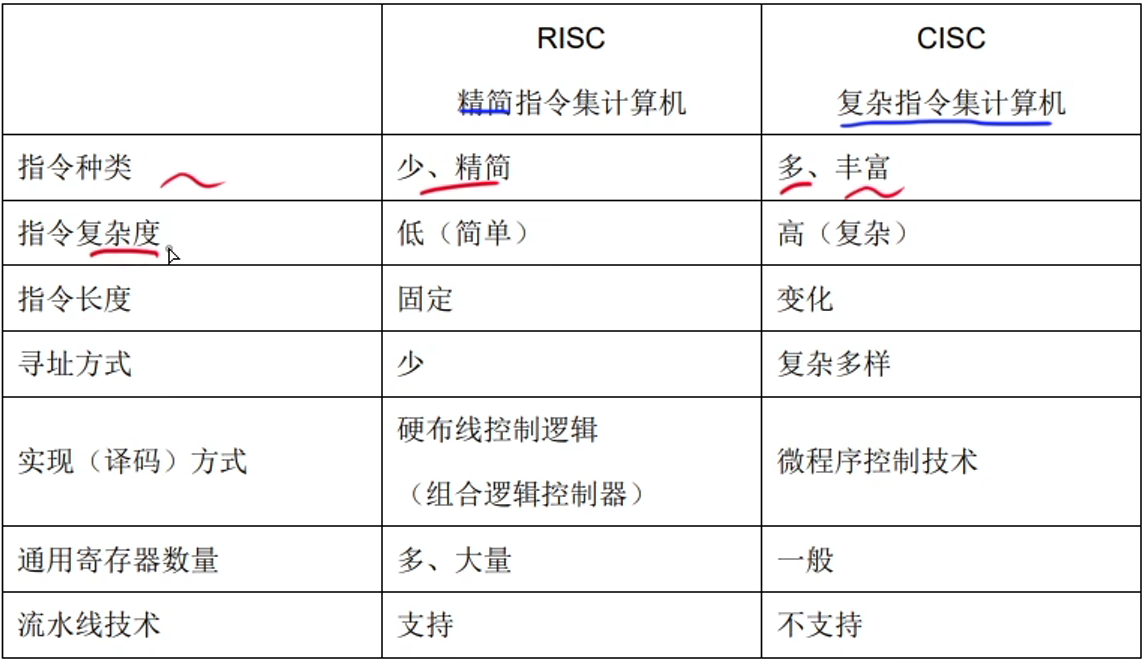 RISC
精简指令集计算机
CISC
复杂指令集计算机
指令种类
少、精简
多、丰富
指令复杂度
低（简单）
高（复杂）
指令长度
固定
变化
寻址方式
少
复杂多样
实现（译码）方式
硬布线控制逻辑
（组合逻辑控制器）
微程序控制技术
通用寄存器数量
多、大量
一般
流水线技术
支持
不支持